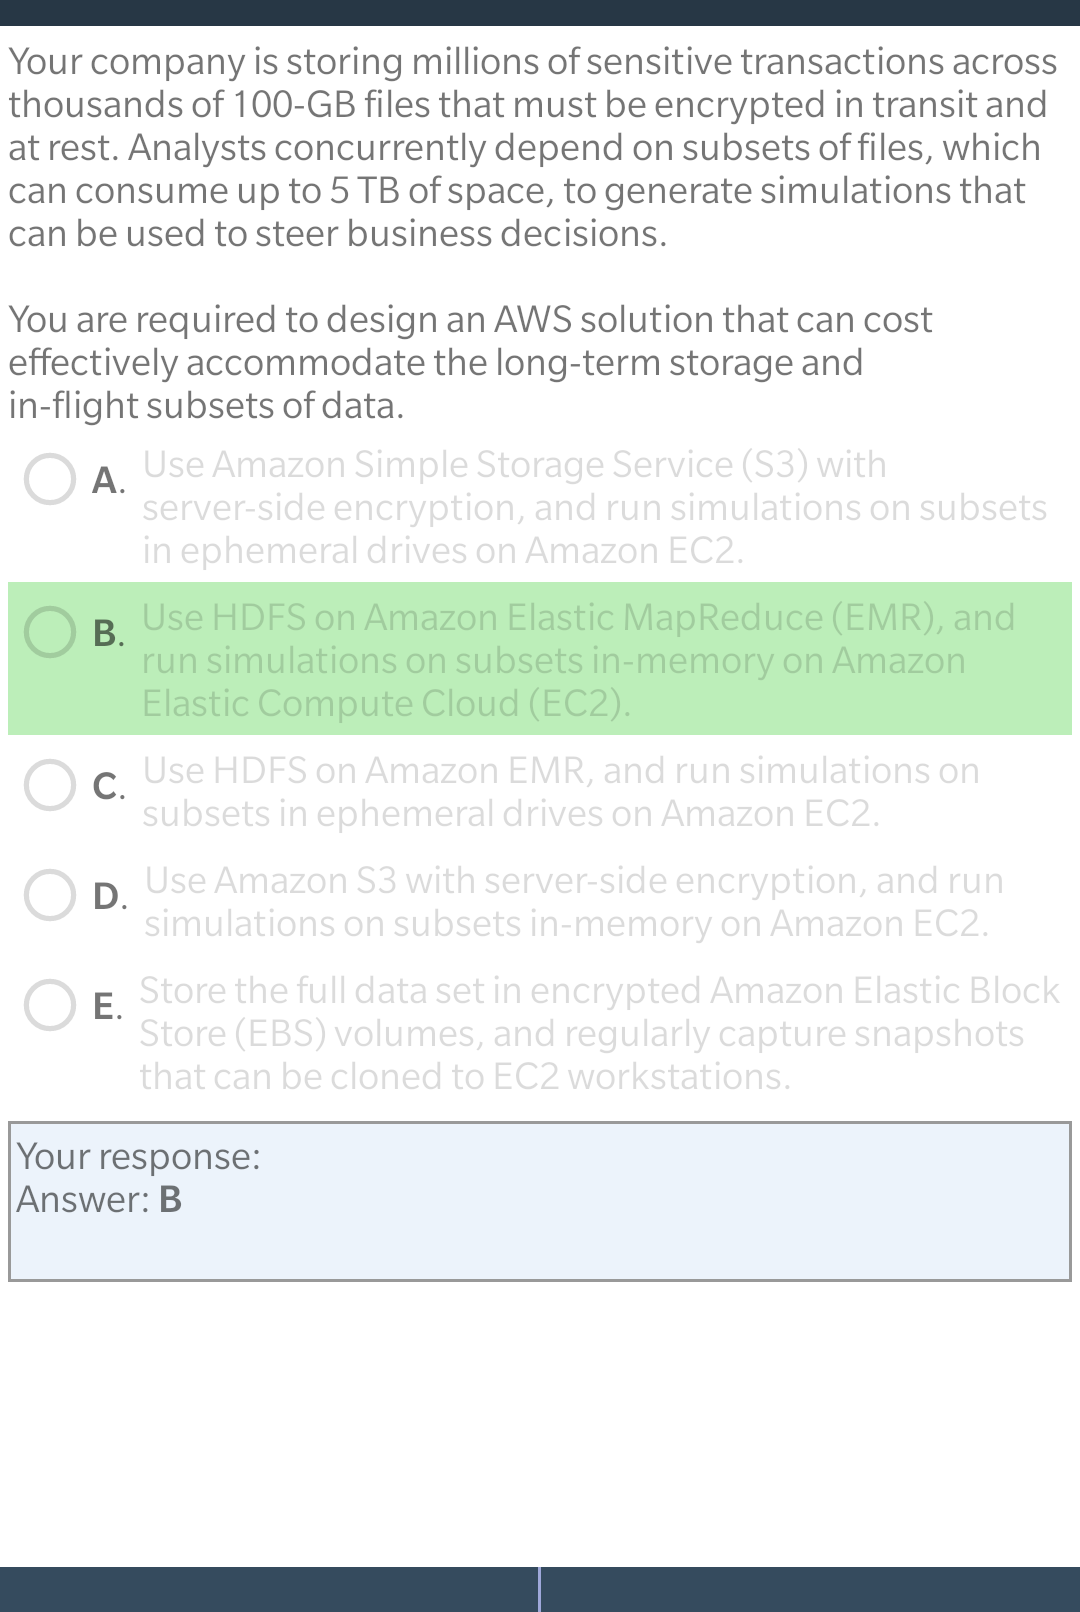 Your company is storing millions of sensitive transactions across
thousands of 100-GB files that must be encrypted in transit and
at rest. Analysts concurrently depend on subsets of files, which
can consume up to 5 TB of space, to generate simulations that
can be used to steer business decisions.
You are required to design an AWS solution that can cost
effectively accommodate the long-term storage and
in-flight subsets of data.
A. Use Amazon Simple Storage Service (S3) with
server-side encryption, and run simulations on subsets
in ephemeral drives on Amazon EC2.
B. Use HDFS on Amazon Elastic MapReduce (EMR), and
run simulations on subsets in-memory on Amazon
Elastic Compute Cloud (EC2).
C. Use HDFS on Amazon EMR, and run simulations on
subsets in ephemeral drives on Amazon EC2.
D. Use Amazon S3 with server-side encryption, and run
simulations on subsets in-memory on Amazon EC2.
E. Store the full data set in encrypted Amazon Elastic Block
Store (EBS) volumes, and regularly capture snapshots
that can be cloned to EC2 workstations.
Your response:
Answer: B